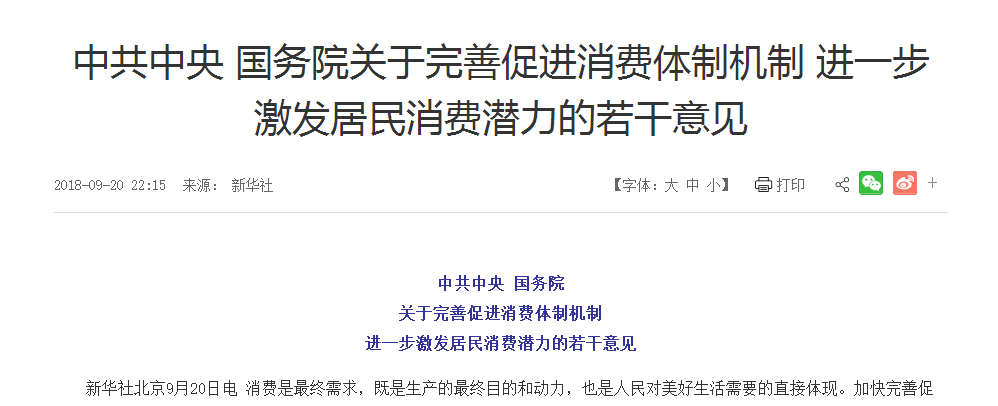 中共中央 国务院关于完善促进消费体制机制 进一步
激发居民消费潜力的若干意见
2018-09-20 22:15 来源： 新华社 【字体：大 中 小】 打印
中共中央 国务院
关于完善促进消费体制机制
进一步激发居民消费潜力的若干意见
新华社北京9月20日电 消费是最终需求，既是生产的最终目的和动力，也是人民对美好生活需要的直接体现。加快完善促